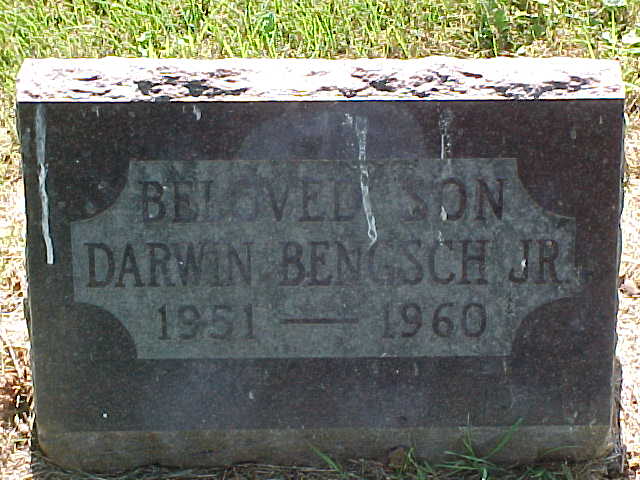 BELOVED SON
DARWIN BENGSCH JR.
1951 — 1960